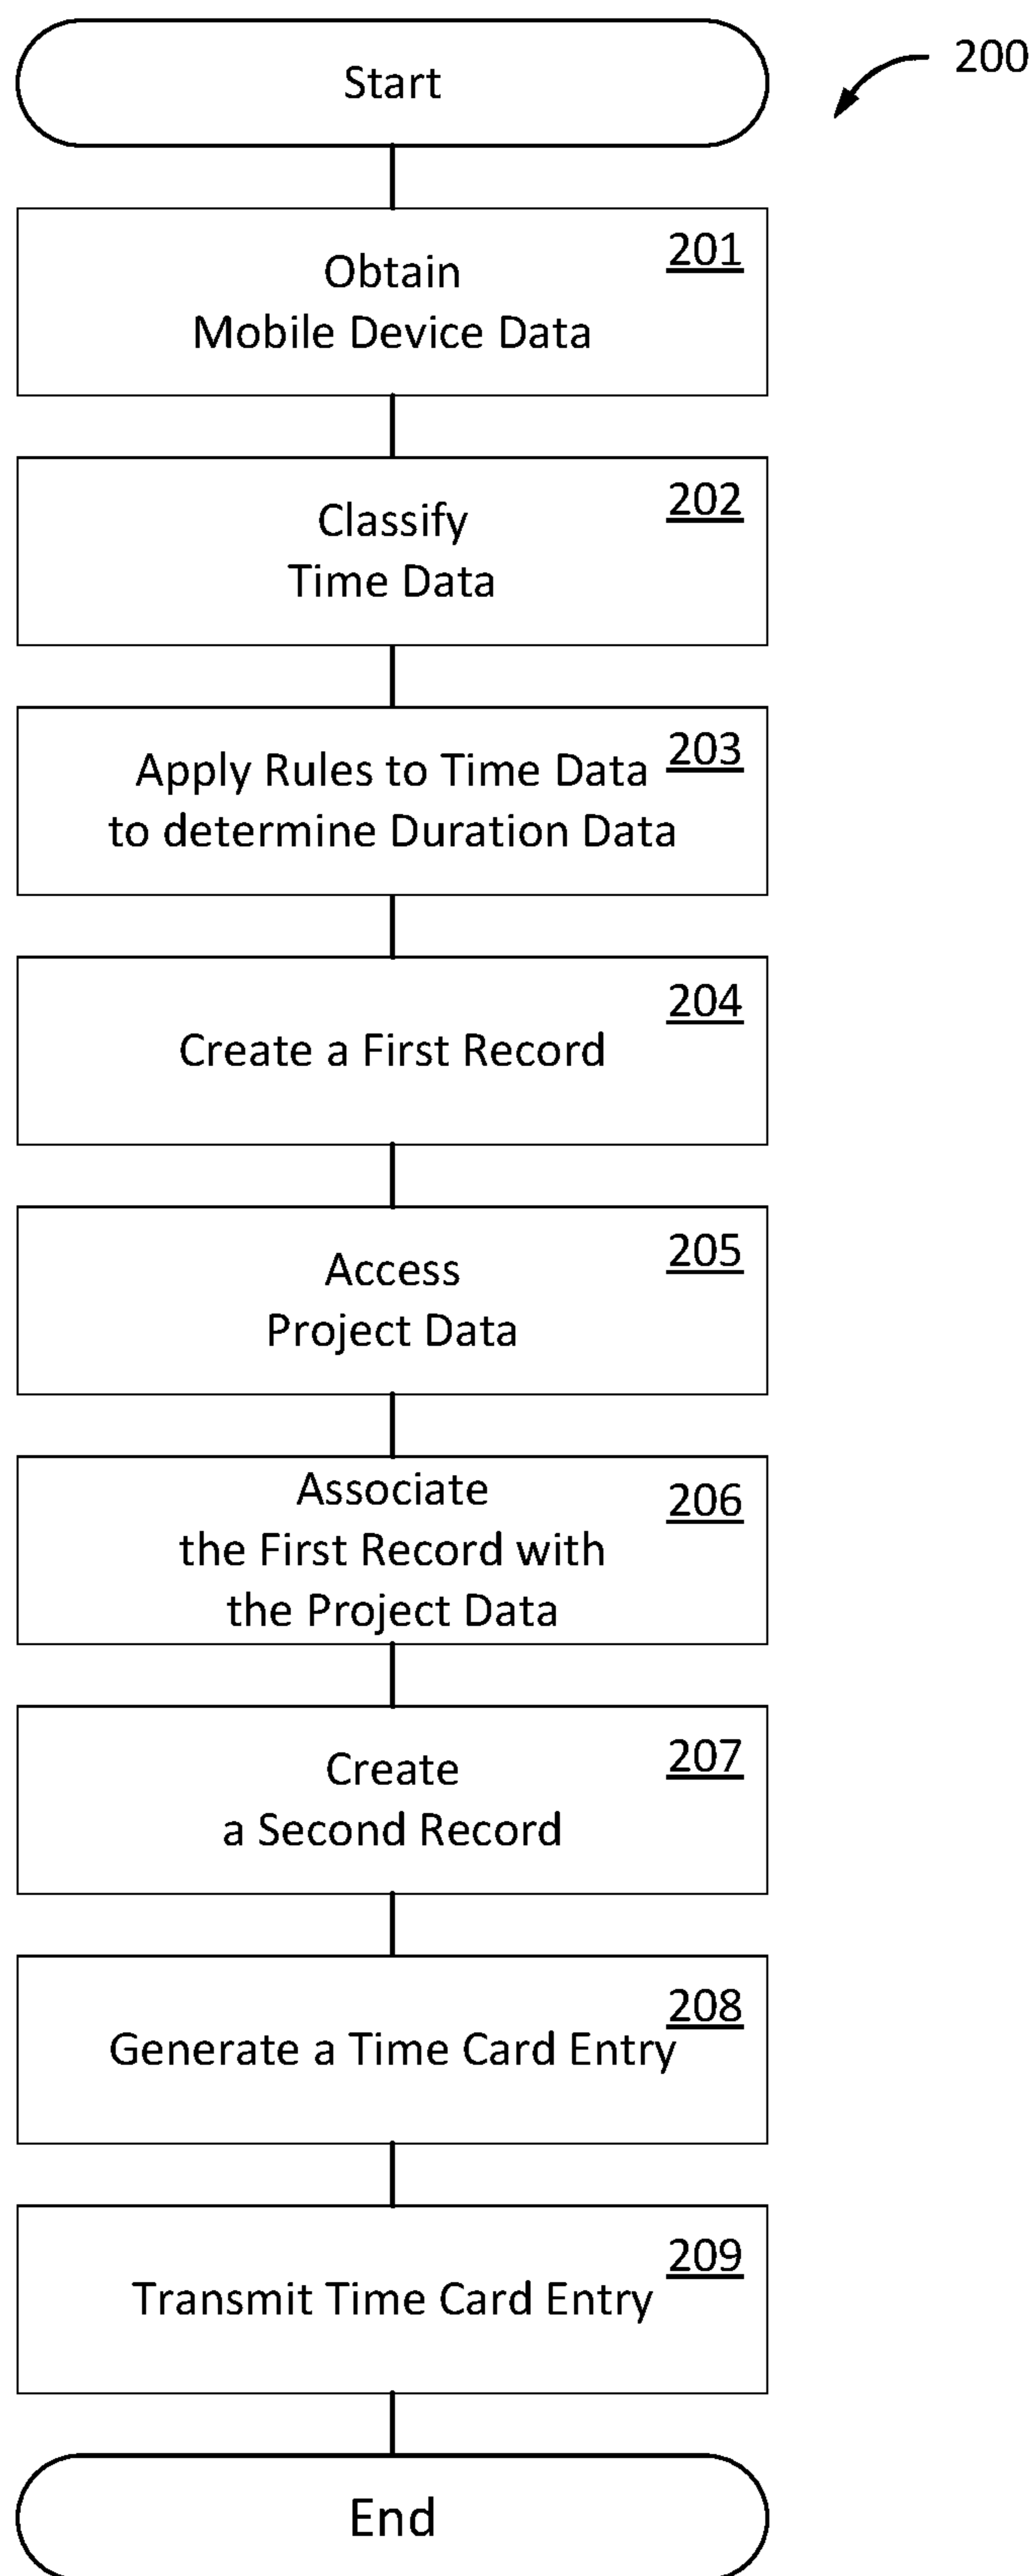 Start
200
201
Obtain
Mobile Device Data
202
Classify
Time Data
203
Apply Rules to Time Data
to determine Duration Data
204
Create a First Record
205
Access
Project Data
206
Associate
the First Record with
the Project Data
207
Create
a Second Record
208
Generate a Time Card Entry
209
Transmit Time Card Entry
End